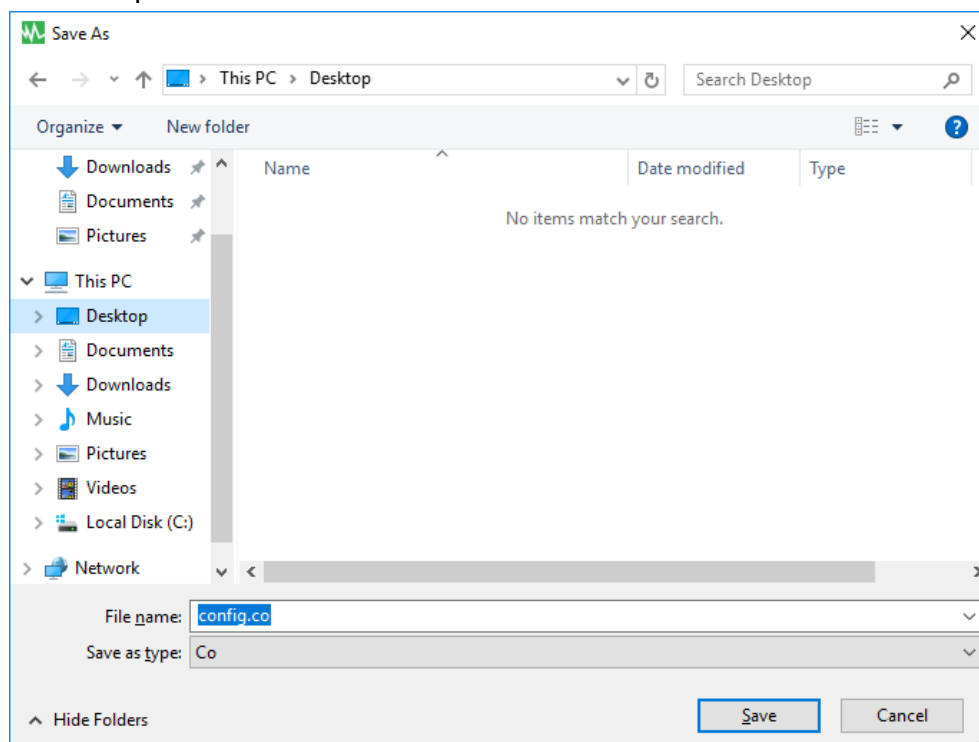 Save As
This PC > Desktop
Search Desktop
Organize
New folder
Name
Date modified
Type
No items match your search.
Downloads
Documents
Pictures
This PC
Desktop
Documents
Downloads
Music
Pictures
Videos
Local Disk (C:)
Network
File name: config.co
Save as type: Co
Hide Folders
Save
Cancel